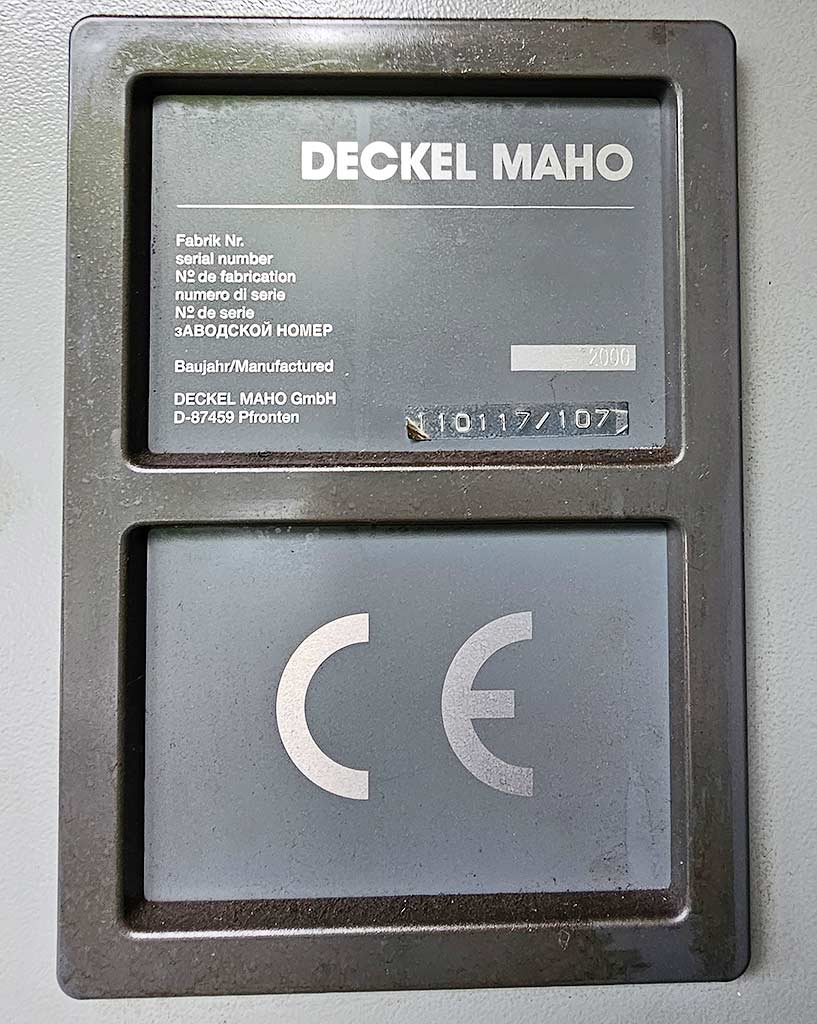 DECKEL MAHO
Fabrik Nr.
serial number
Nº de fabrication
numero di serie
Nº de serie
зАВОДСКОЙ НОМЕР
Baujahr/Manufactured 2000
DECKEL MAHO GmbH
D-87459 Pfronten
110117/107
CE